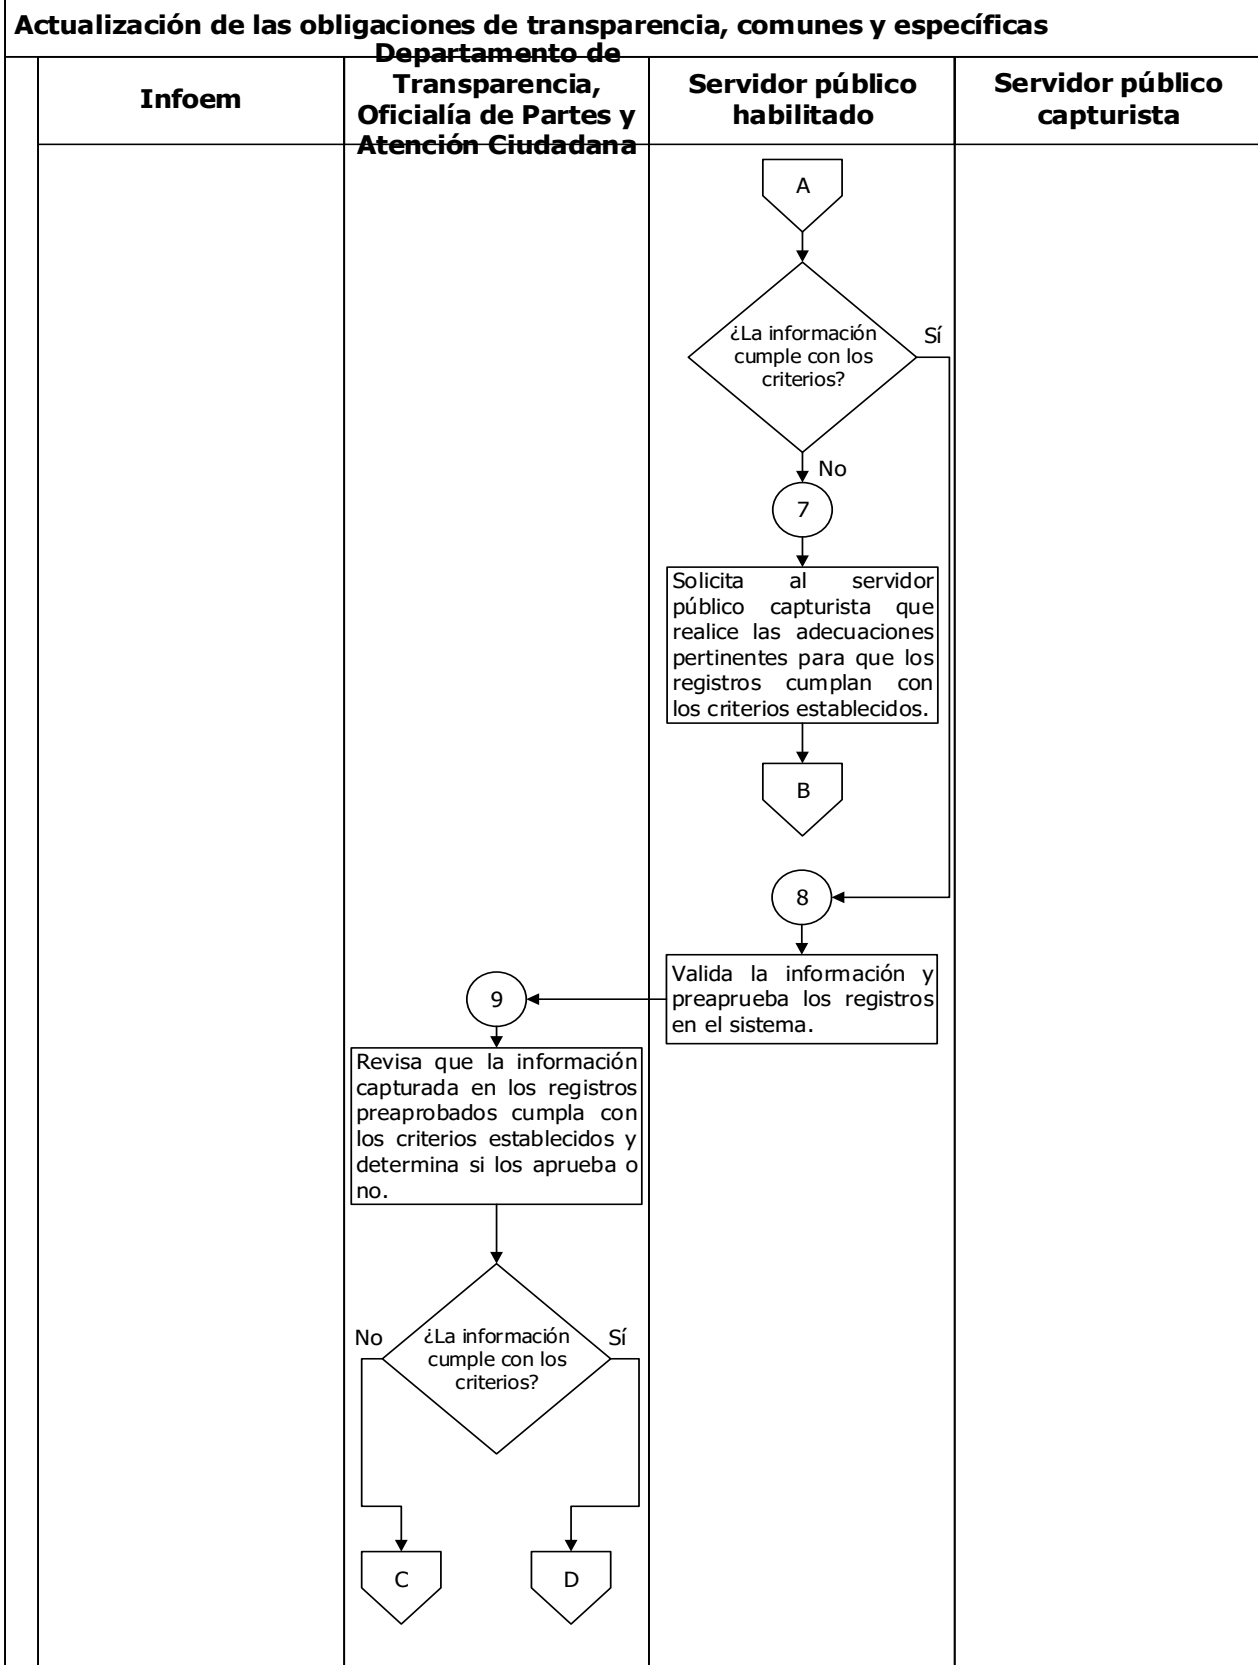 Actualización de las obligaciones de transparencia, comunes y específicas
Infoem
Departamento de
Transparencia,
Oficialía de Partes y
Atención Ciudadana
Servidor público
habilitado
Servidor público
capturista
A
¿La información
cumple con los
criterios?
Sí
No
7
Solicita al servidor
público capturista que
realice las adecuaciones
pertinentes para que los
registros cumplan con
los criterios establecidos.
B
8
Valida la información y
preaprueba los registros
en el sistema.
9
Revisa que la información
capturada en los registros
preaprobados cumpla con
los criterios establecidos y
determina si los aprueba o
no.
No
¿La información
cumple con los
criterios?
Sí
C
D